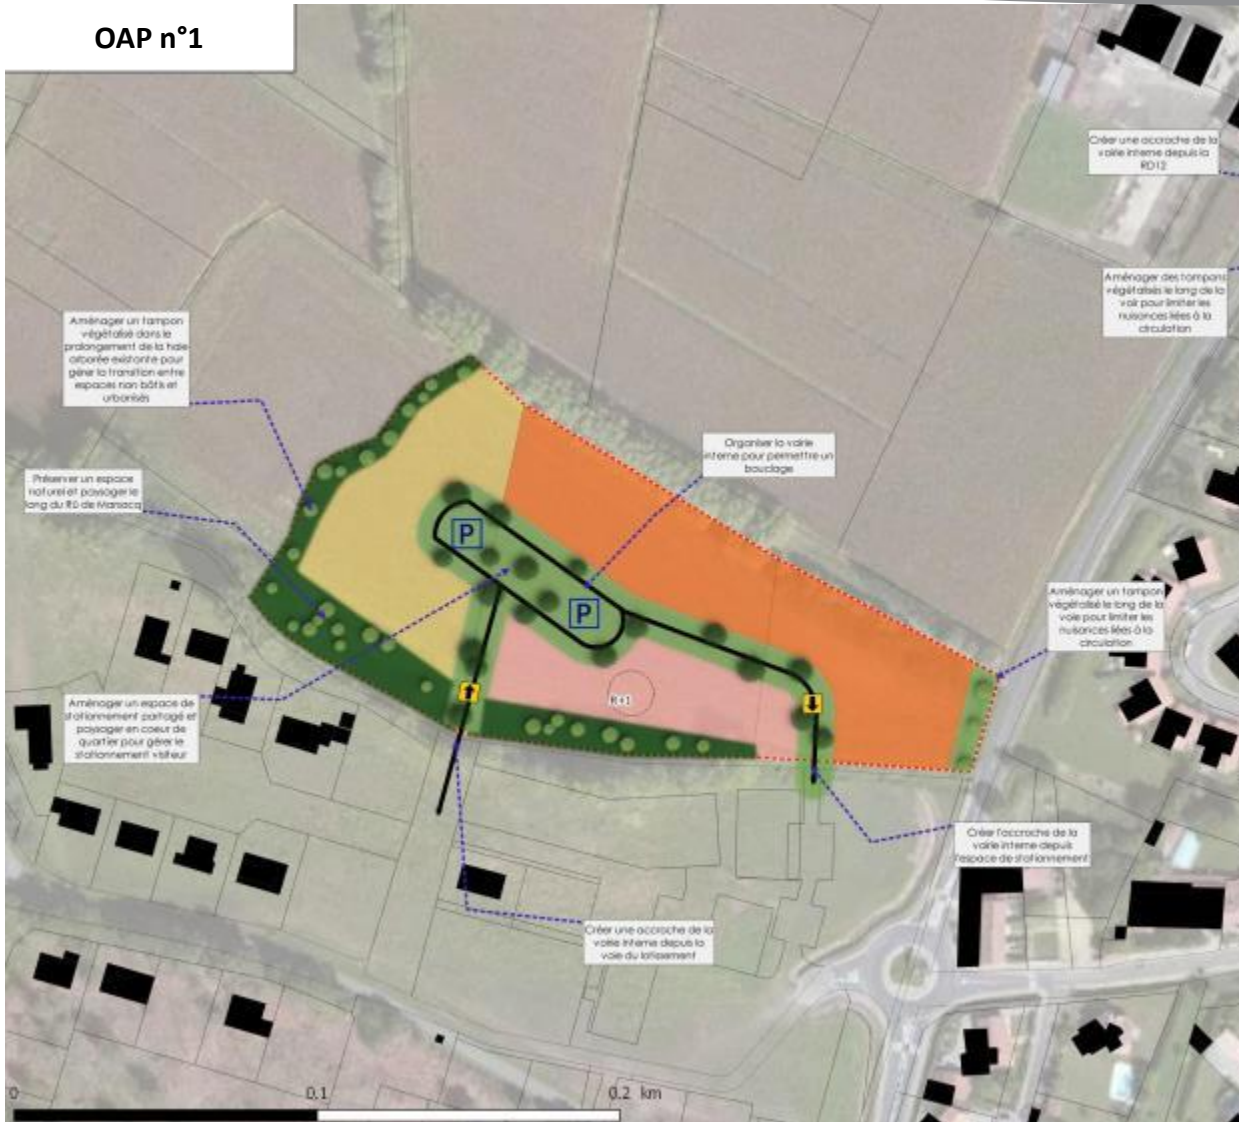 OAP n°1
Créer une accroche de la
voirie interne depuis la
RD12
Aménager des tampons
végétalisés le long de la
voir pour limiter les
nuisances liées à la
circulation
Aménager un tampon
végétalisé dans le
prolongement de la haie
arborée existante pour
gérer la transition entre
espaces non bâtis et
urbanisés
Organiser la voirie
interne pour permettre un
bouclage
Préserver un espace
naturel et paysager le
long du Rû de Mansacq
P
P
Aménager un tampon
végétalisé le long de la
voie pour limiter les
nuisances liées à la
circulation
R+1
Aménager un espace de
stationnement partagé et
paysager en coeur de
quartier pour gérer le
stationnement visiteur
Créer l'accroche de la
voirie interne depuis
l'espace de stationnement
Créer une accroche de la
voirie interne depuis la
voie du lotissement
0 0.1 0.2 km